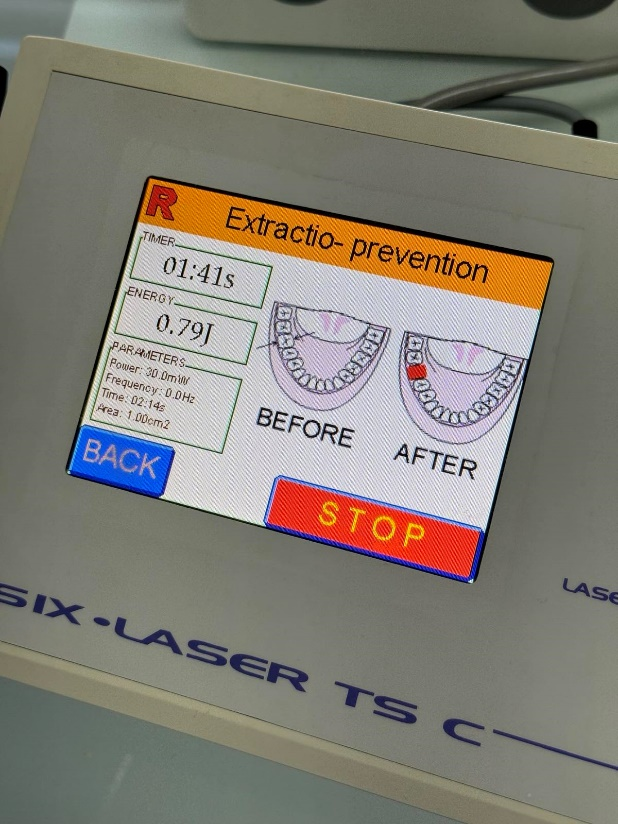 R
Extractio- prevention
TIMER
01:41s
ENERGY
0.79J
PARAMETERS
Power: 30.0mW
Frequency: 0.0Hz
Time: 02:14s
Area: 1.00cm2
BEFORE
AFTER
BACK
STOP
SIX•LASER TS C